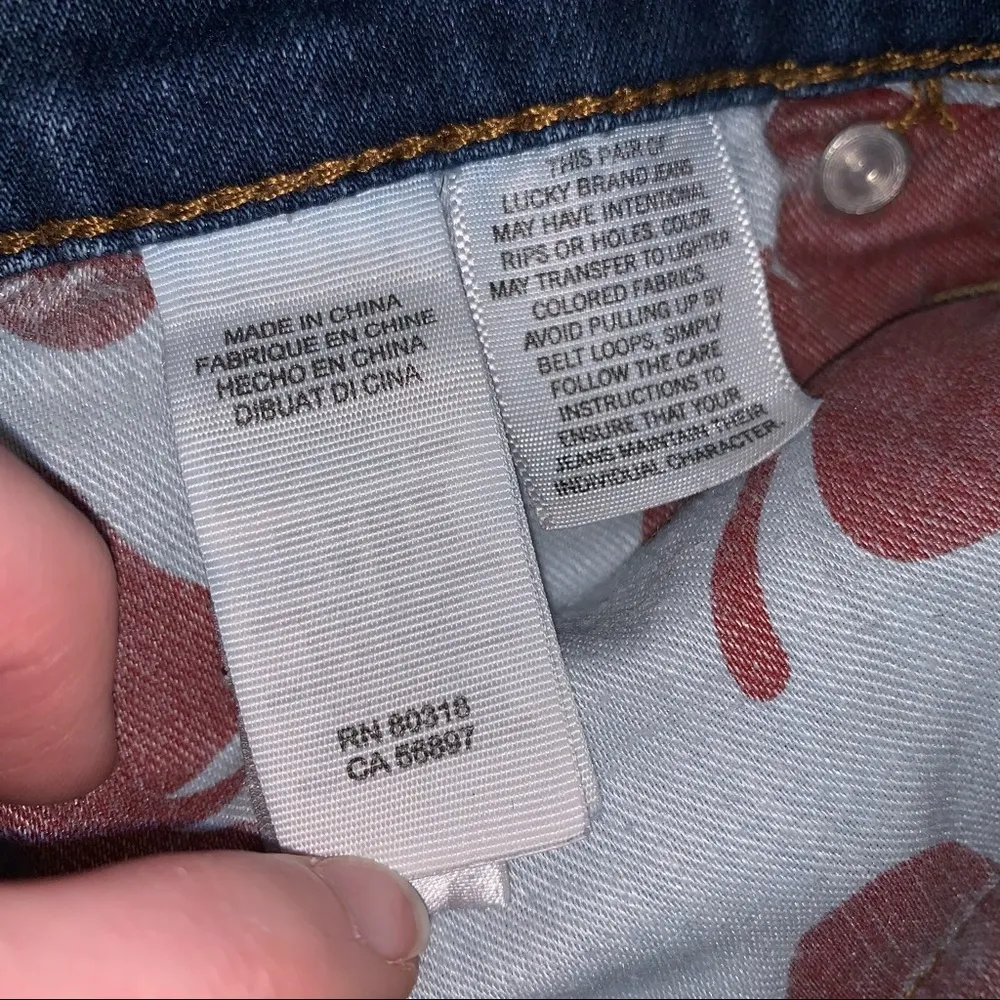 MADE IN CHINA
FABRIQUE EN CHINE
HECHO EN CHINA
DIBUAT DI CINA
RN 80318
CA 56897
THIS PAIR OF
LUCKY BRAND JEANS
MAY HAVE INTENTIONAL
RIPS OR HOLES. COLOR
MAY TRANSFER TO LIGHTER
COLORED FABRICS.
AVOID PULLING UP BY
BELT LOOPS, SIMPLY
FOLLOW THE CARE
INSTRUCTIONS TO
ENSURE THAT YOUR
JEANS MAINTAIN THEIR
INDIVIDUAL CHARACTER.